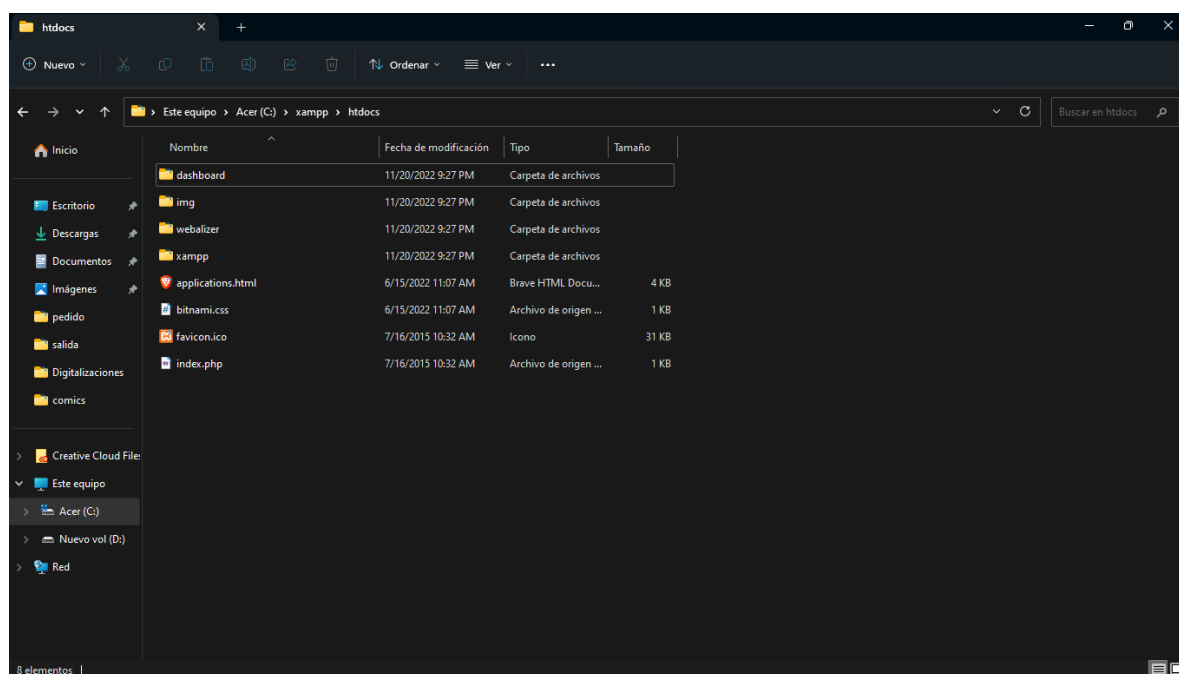 htdocs
Nuevo
Ordenar
Ver
Este equipo > Acer (C:) > xampp > htdocs
Buscar en htdocs
Inicio
Escritorio
Descargas
Documentos
Imágenes
pedido
salida
Digitalizaciones
comics
Creative Cloud Files
Este equipo
Acer (C:)
Nuevo vol (D:)
Red
Nombre Fecha de modificación Tipo Tamaño
dashboard 11/20/2022 9:27 PM Carpeta de archivos
img 11/20/2022 9:27 PM Carpeta de archivos
webalizer 11/20/2022 9:27 PM Carpeta de archivos
xampp 11/20/2022 9:27 PM Carpeta de archivos
applications.html 6/15/2022 11:07 AM Brave HTML Docu... 4 KB
bitnami.css 6/15/2022 11:07 AM Archivo de origen ... 1 KB
favicon.ico 7/16/2015 10:32 AM Icono 31 KB
index.php 7/16/2015 10:32 AM Archivo de origen ... 1 KB
8 elementos